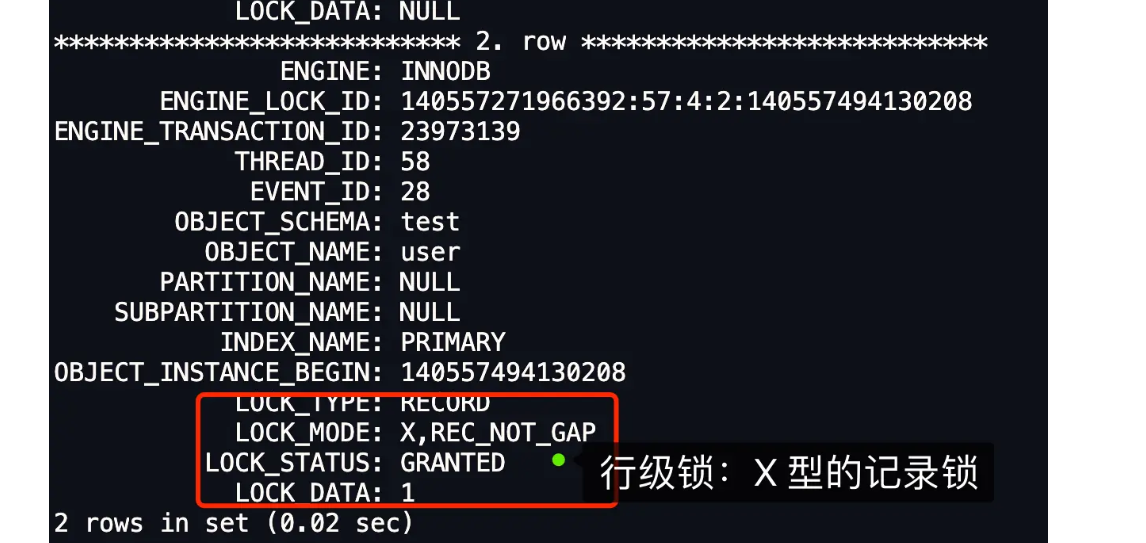 LOCK_DATA: NULL
*************************** 2. row ***************************
ENGINE: INNODB
ENGINE_LOCK_ID: 140557271966392:57:4:2:140557494130208
ENGINE_TRANSACTION_ID: 23973139
THREAD_ID: 58
EVENT_ID: 28
OBJECT_SCHEMA: test
OBJECT_NAME: user
PARTITION_NAME: NULL
SUBPARTITION_NAME: NULL
INDEX_NAME: PRIMARY
OBJECT_INSTANCE_BEGIN: 140557494130208
LOCK_TYPE: RECORD
LOCK_MODE: X,REC_NOT_GAP
LOCK_STATUS: GRANTED
行级锁：X 型的记录锁
LOCK_DATA: 1
2 rows in set (0.02 sec)